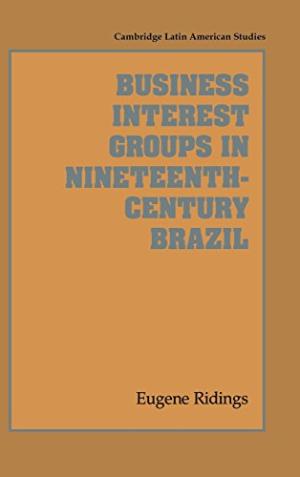 Cambridge Latin American Studies
BUSINESS
INTEREST
GROUPS IN
NINETEENTH-
CENTURY
BRAZIL
Eugene Ridings